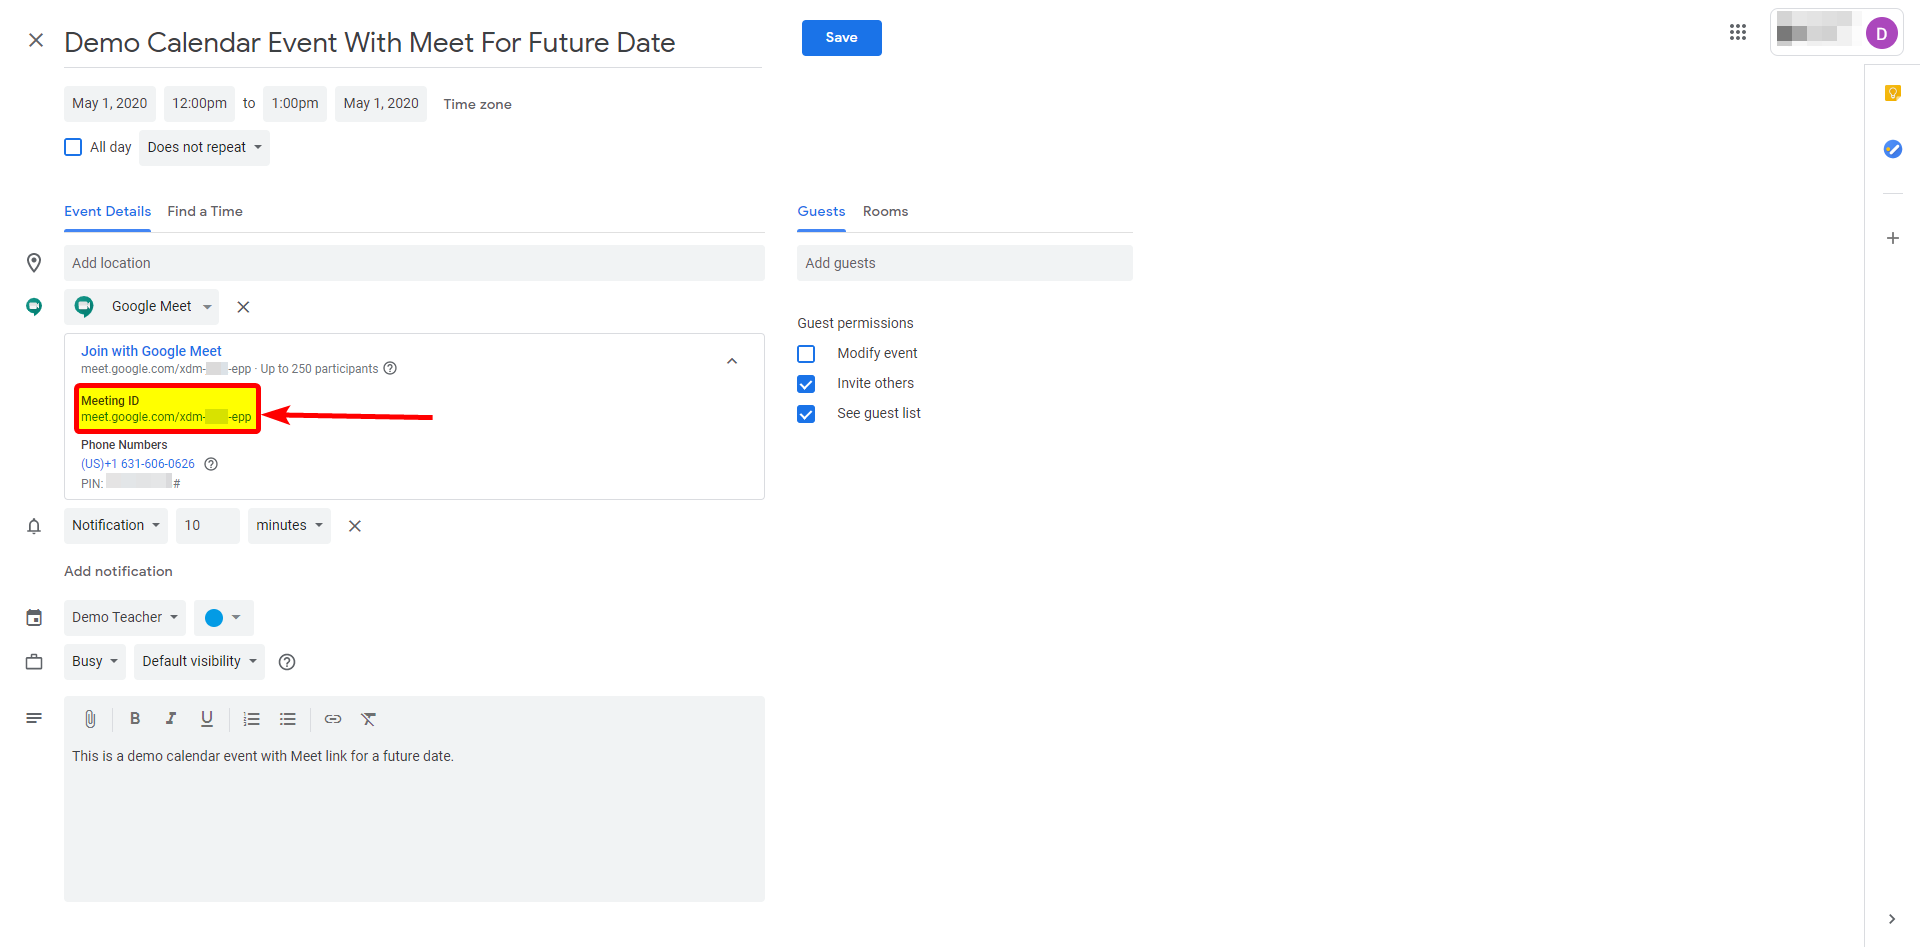 Demo Calendar Event With Meet For Future Date
Save
D
May 1, 2020 12:00pm to 1:00pm May 1, 2020 Time zone
All day Does not repeat
Event Details Find a Time
Guests Rooms
Add location
Add guests
Google Meet
Join with Google Meet
meet.google.com/xdm- -epp · Up to 250 participants
Meeting ID
meet.google.com/xdm- -epp
Phone Numbers
(US)+1 631-606-0626
PIN: #
Guest permissions
Modify event
Invite others
See guest list
Notification 10 minutes
Add notification
Demo Teacher
Busy Default visibility
B I U
This is a demo calendar event with Meet link for a future date.